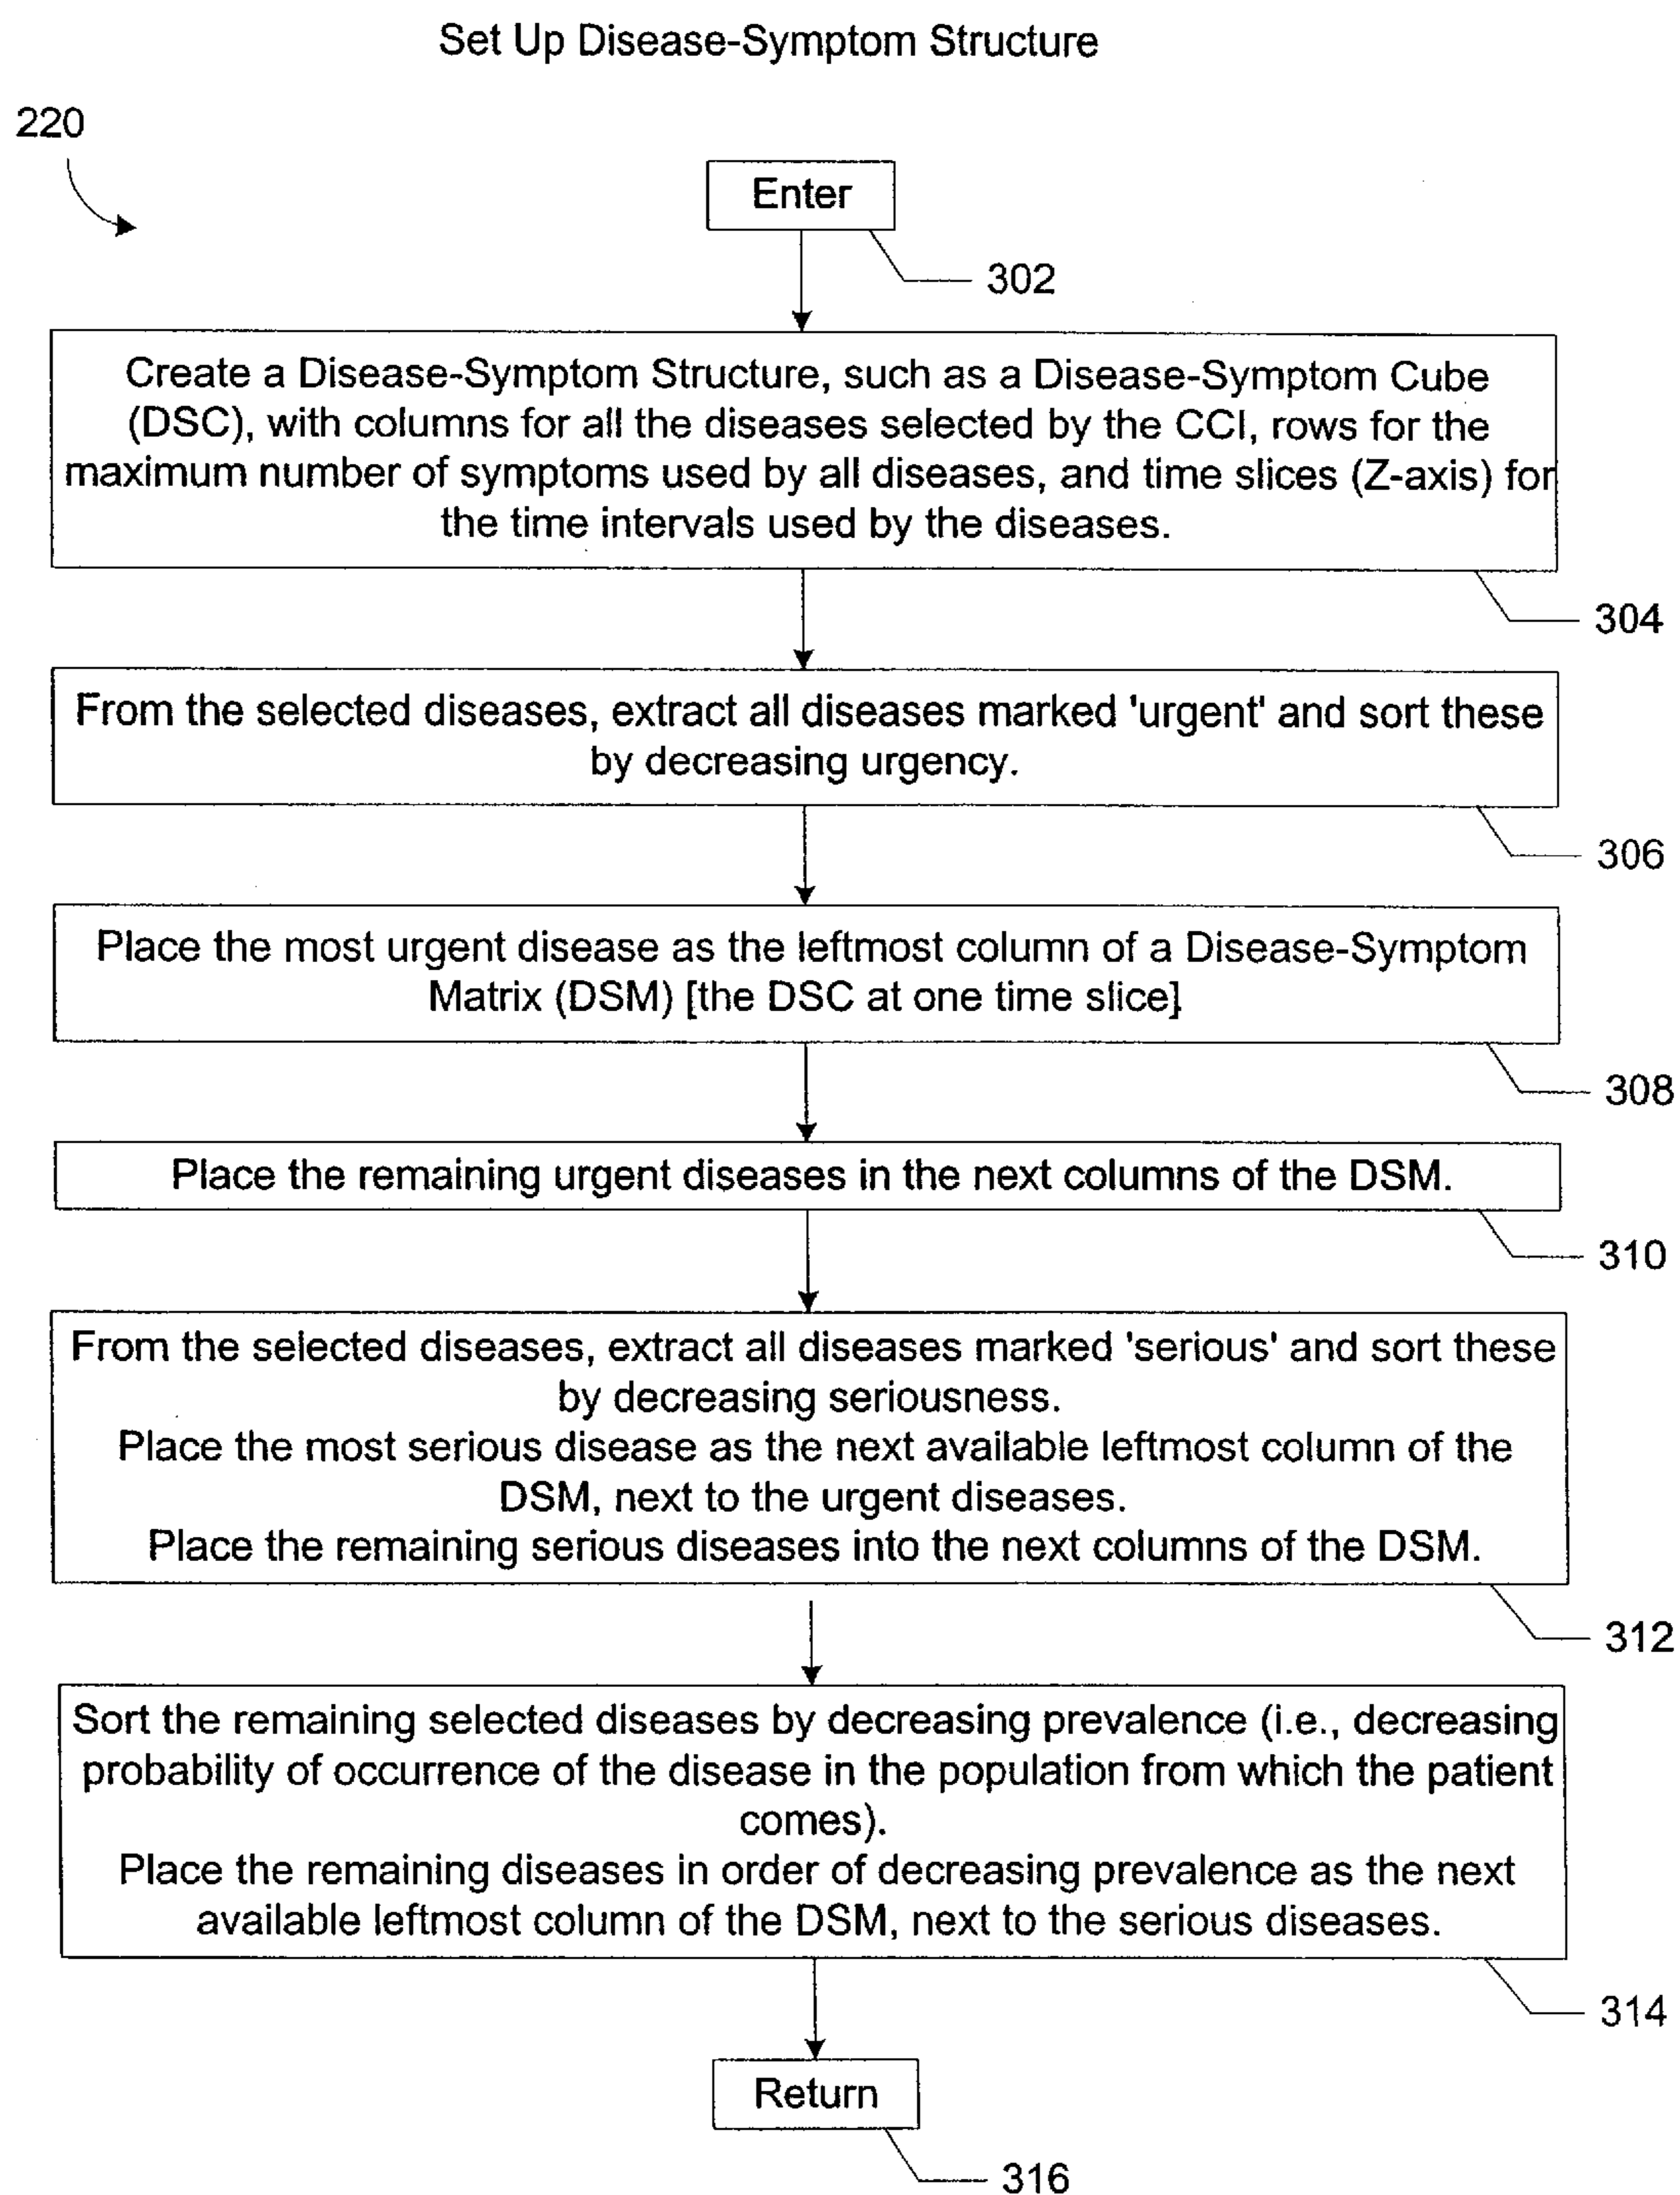 Set Up Disease-Symptom Structure
220
Enter
302
Create a Disease-Symptom Structure, such as a Disease-Symptom Cube
(DSC), with columns for all the diseases selected by the CCI, rows for the
maximum number of symptoms used by all diseases, and time slices (Z-axis) for
the time intervals used by the diseases.
304
From the selected diseases, extract all diseases marked 'urgent' and sort these
by decreasing urgency.
306
Place the most urgent disease as the leftmost column of a Disease-Symptom
Matrix (DSM) [the DSC at one time slice]
308
Place the remaining urgent diseases in the next columns of the DSM.
310
From the selected diseases, extract all diseases marked 'serious' and sort these
by decreasing seriousness.
Place the most serious disease as the next available leftmost column of the
DSM, next to the urgent diseases.
Place the remaining serious diseases into the next columns of the DSM.
312
Sort the remaining selected diseases by decreasing prevalence (i.e., decreasing
probability of occurrence of the disease in the population from which the patient
comes).
Place the remaining diseases in order of decreasing prevalence as the next
available leftmost column of the DSM, next to the serious diseases.
314
Return
316